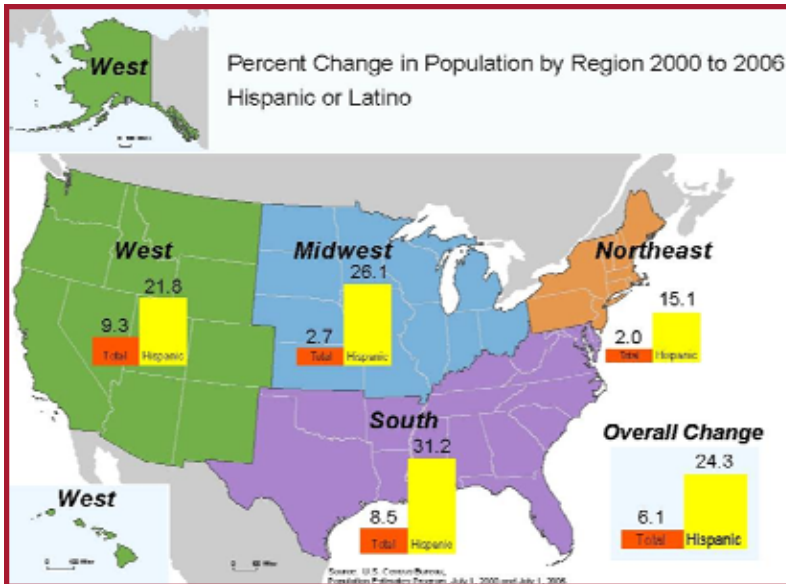 West
Percent Change in Population by Region 2000 to 2006
Hispanic or Latino
West
21.8
9.3
Total Hispanic
Midwest
26.1
2.7
Total Hispanic
Northeast
15.1
2.0
Total Hispanic
South
31.2
8.5
Total Hispanic
Overall Change
24.3
6.1
Total Hispanic
West
Source: U.S. Census Bureau,
Population Estimates Program, July 1, 2000 and July 1, 2006